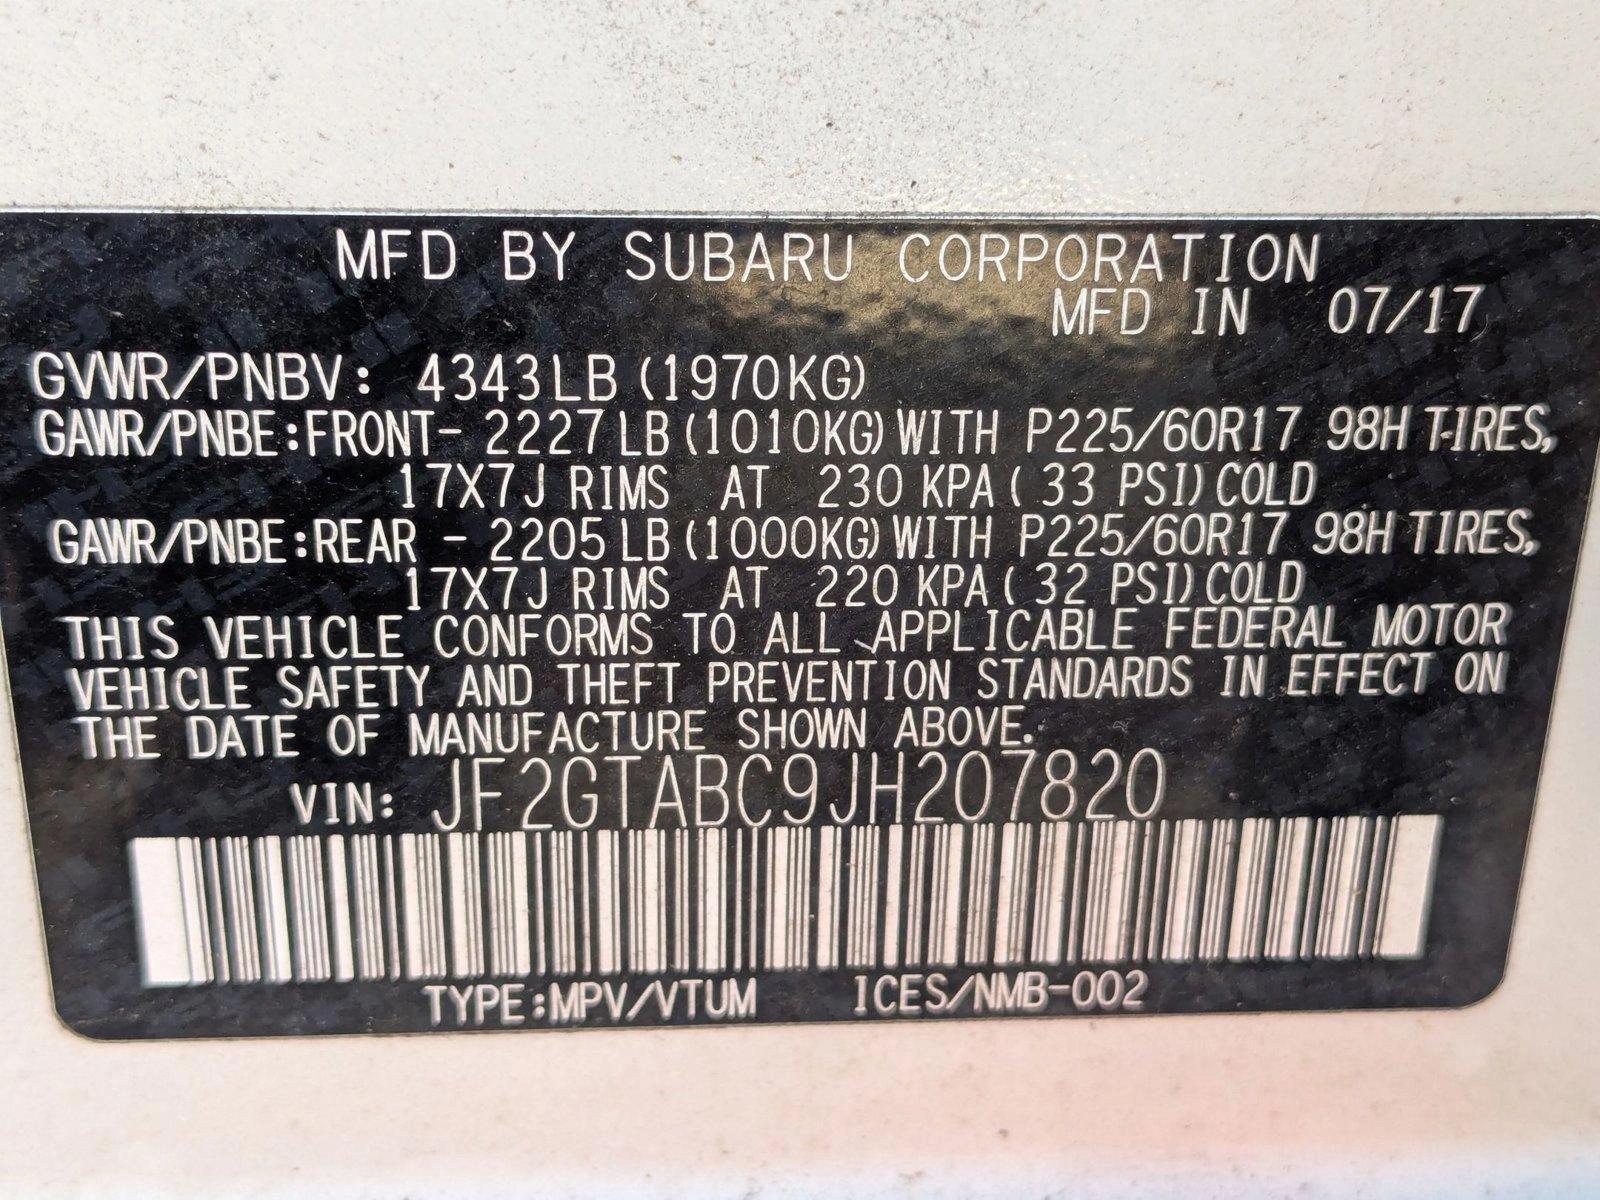 MFD BY SUBARU CORPORATION
MFD IN 07/17
GVWR/PNBV: 4343LB (1970KG)
GAWR/PNBE:FRONT- 2227LB(1010KG)WITH P225/60R17 98H TIRES,
17X7J RIMS AT 230 KPA( 33 PSI)COLD
GAWR/PNBE:REAR - 2205LB(1000KG)WITH P225/60R17 98H TIRES,
17X7J RIMS AT 220 KPA( 32 PSI)COLD
THIS VEHICLE CONFORMS TO ALL APPLICABLE FEDERAL MOTOR
VEHICLE SAFETY AND THEFT PREVENTION STANDARDS IN EFFECT ON
THE DATE OF MANUFACTURE SHOWN ABOVE.
VIN: JF2GTABC9JH207820
TYPE:MPV/VTUM ICES/NMB-002